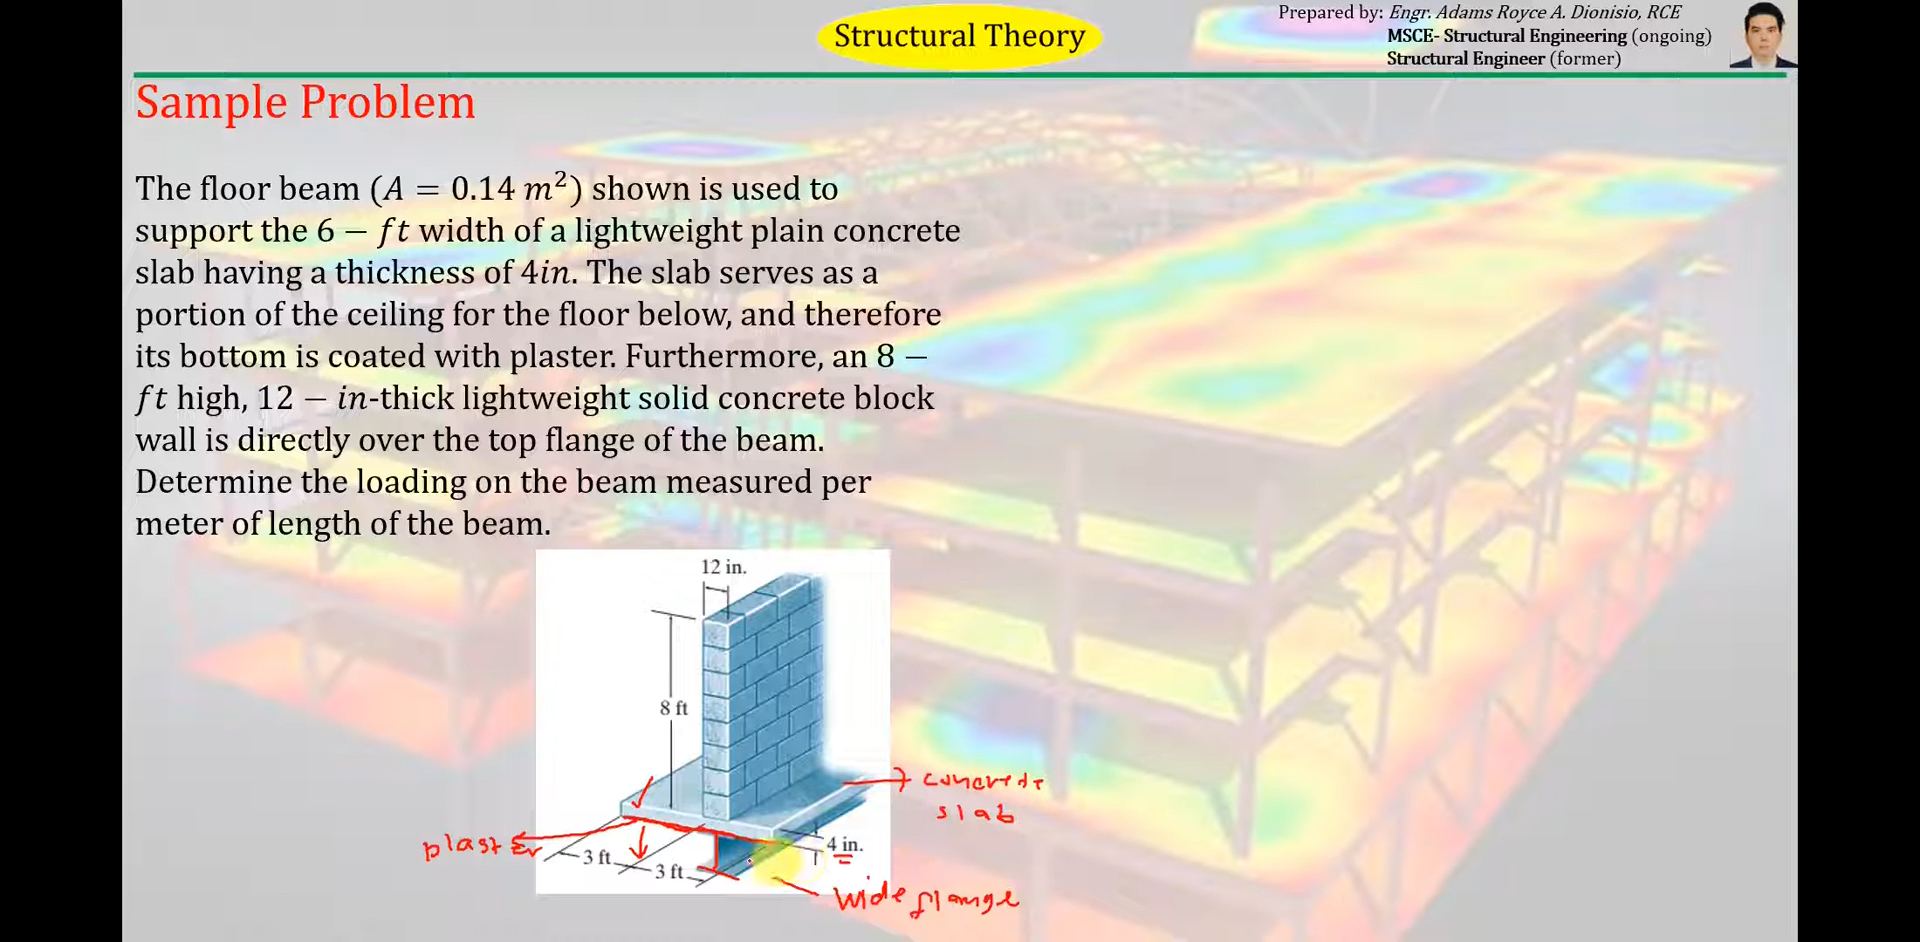 Structural Theory
Prepared by: Engr. Adams Royce A. Dionisio, RCE
MSCE- Structural Engineering (ongoing)
Structural Engineer (former)
Sample Problem
The floor beam (A = 0.14 m²) shown is used to
support the 6 − ft width of a lightweight plain concrete
slab having a thickness of 4in. The slab serves as a
portion of the ceiling for the floor below, and therefore
its bottom is coated with plaster. Furthermore, an 8 −
ft high, 12 − in-thick lightweight solid concrete block
wall is directly over the top flange of the beam.
Determine the loading on the beam measured per
meter of length of the beam.
12 in.
8 ft
concrete
slab
plaster
4 in.
3 ft
3 ft
wide flange